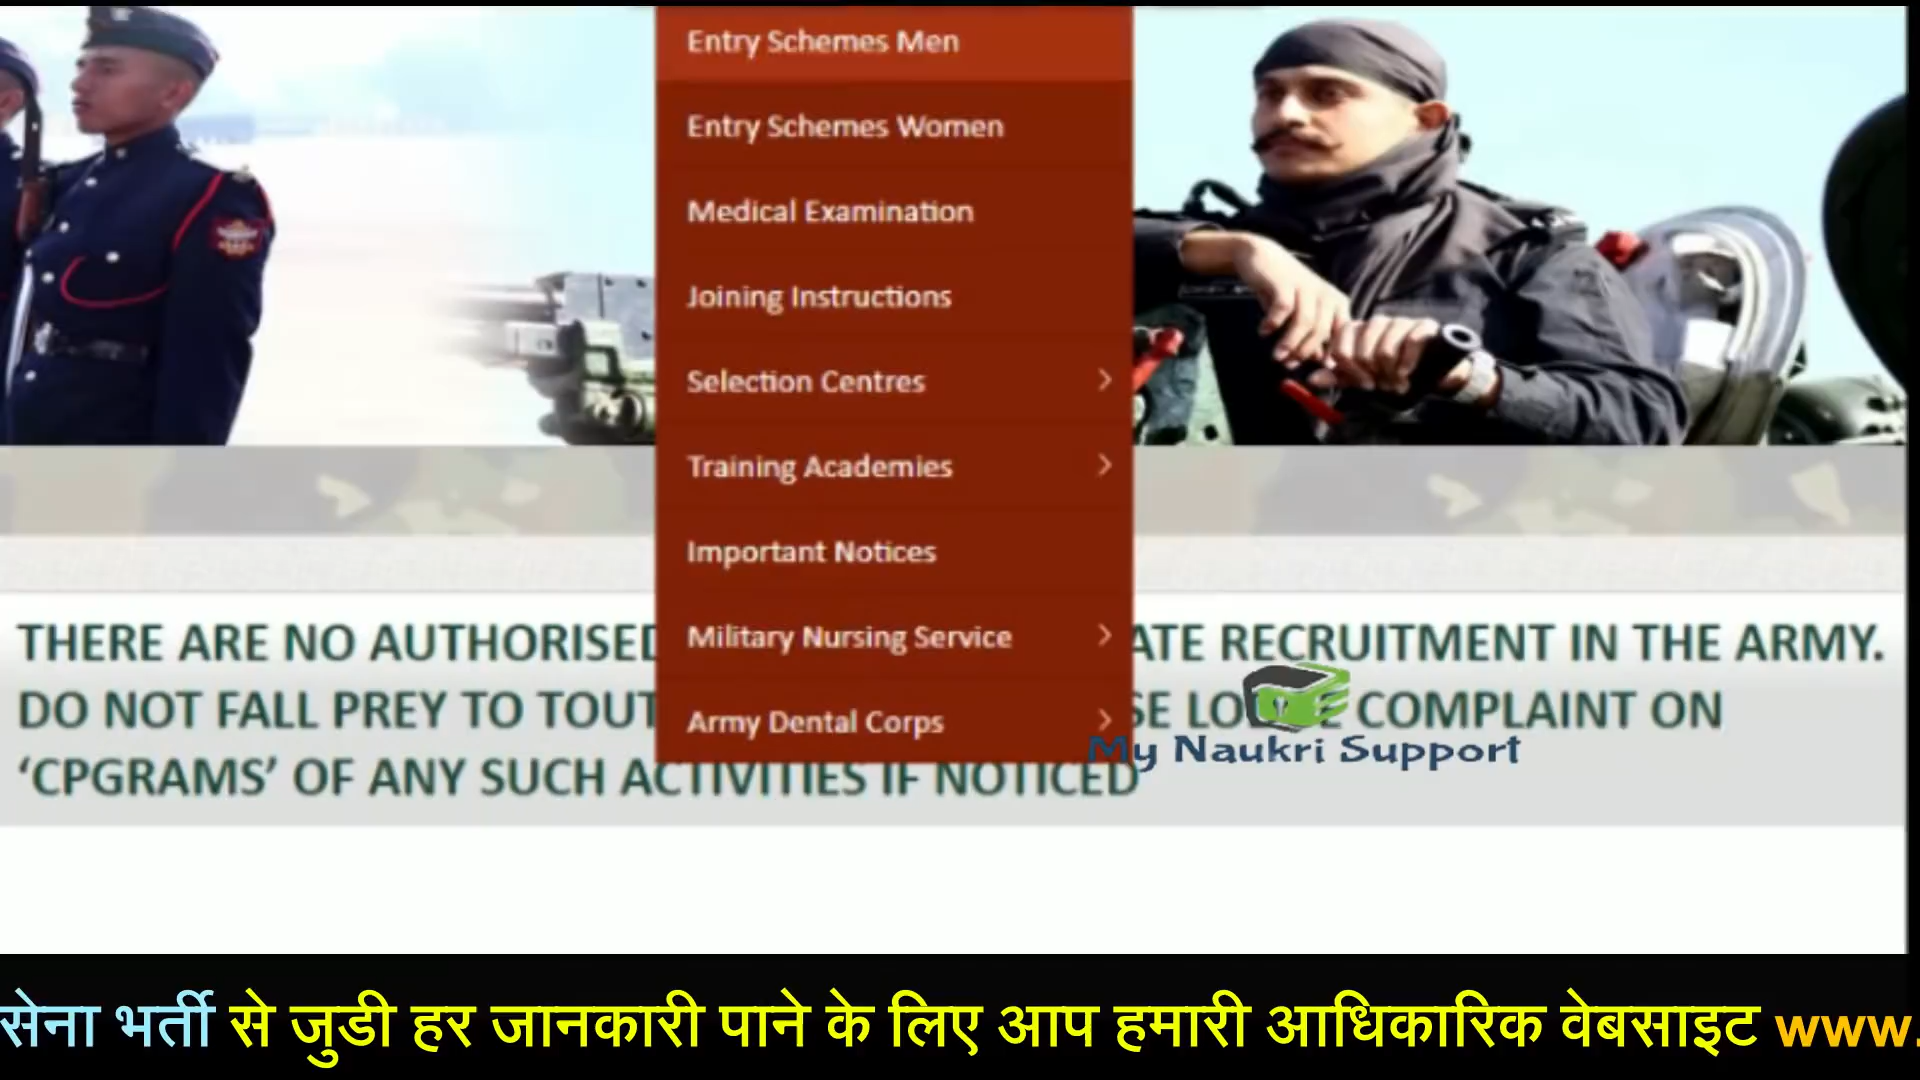 Entry Schemes Men
Entry Schemes Women
Medical Examination
Joining Instructions
Selection Centres
Training Academies
Important Notices
Military Nursing Service
Army Dental Corps
THERE ARE NO AUTHORISED RECRUITMENT IN THE ARMY.
DO NOT FALL PREY TO COMPLAINT ON
‘CPGRAMS’ OF ANY SUCH ACTIVITIES IF NOTICED
My Naukri Support
सेना भर्ती से जुडी हर जानकारी पाने के लिए आप हमारी आधिकारिक वेबसाइट www.